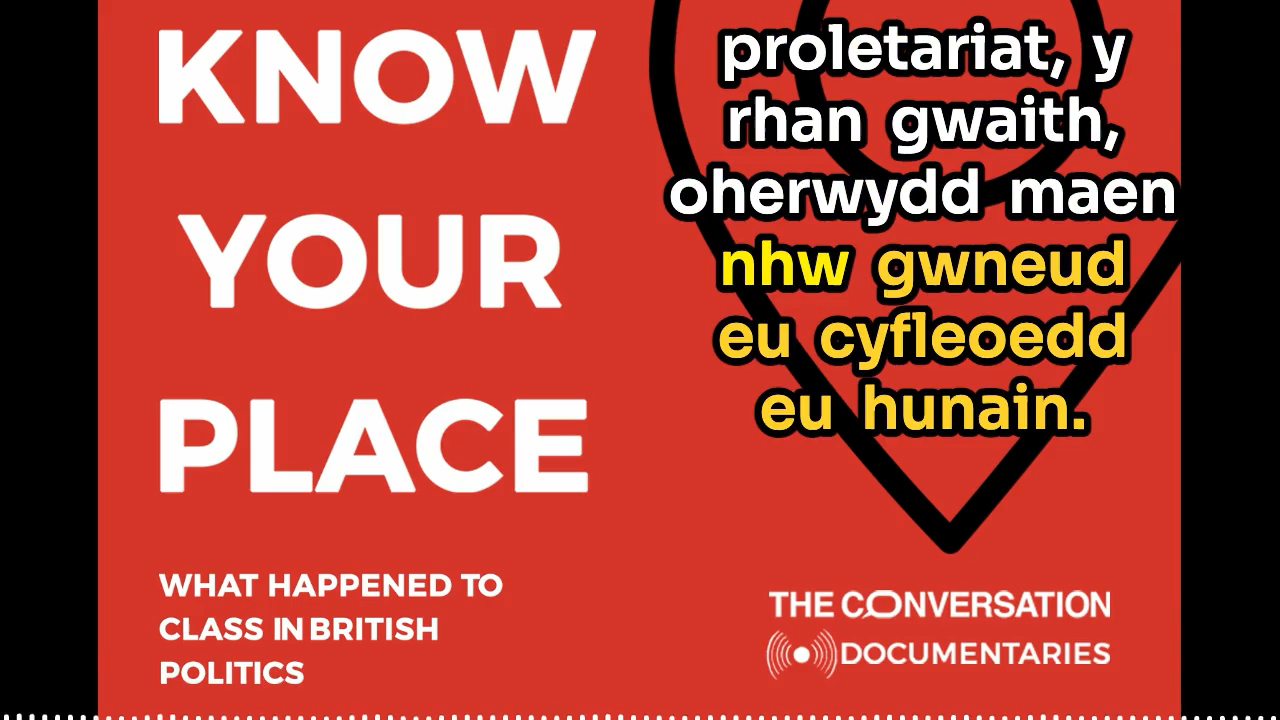 KNOW
YOUR
PLACE
WHAT HAPPENED TO
CLASS IN BRITISH
POLITICS
proletariat, y
rhan gwaith,
oherwydd maen
nhw gwneud
eu cyfleoedd
eu hunain.
THE CONVERSATION
DOCUMENTARIES